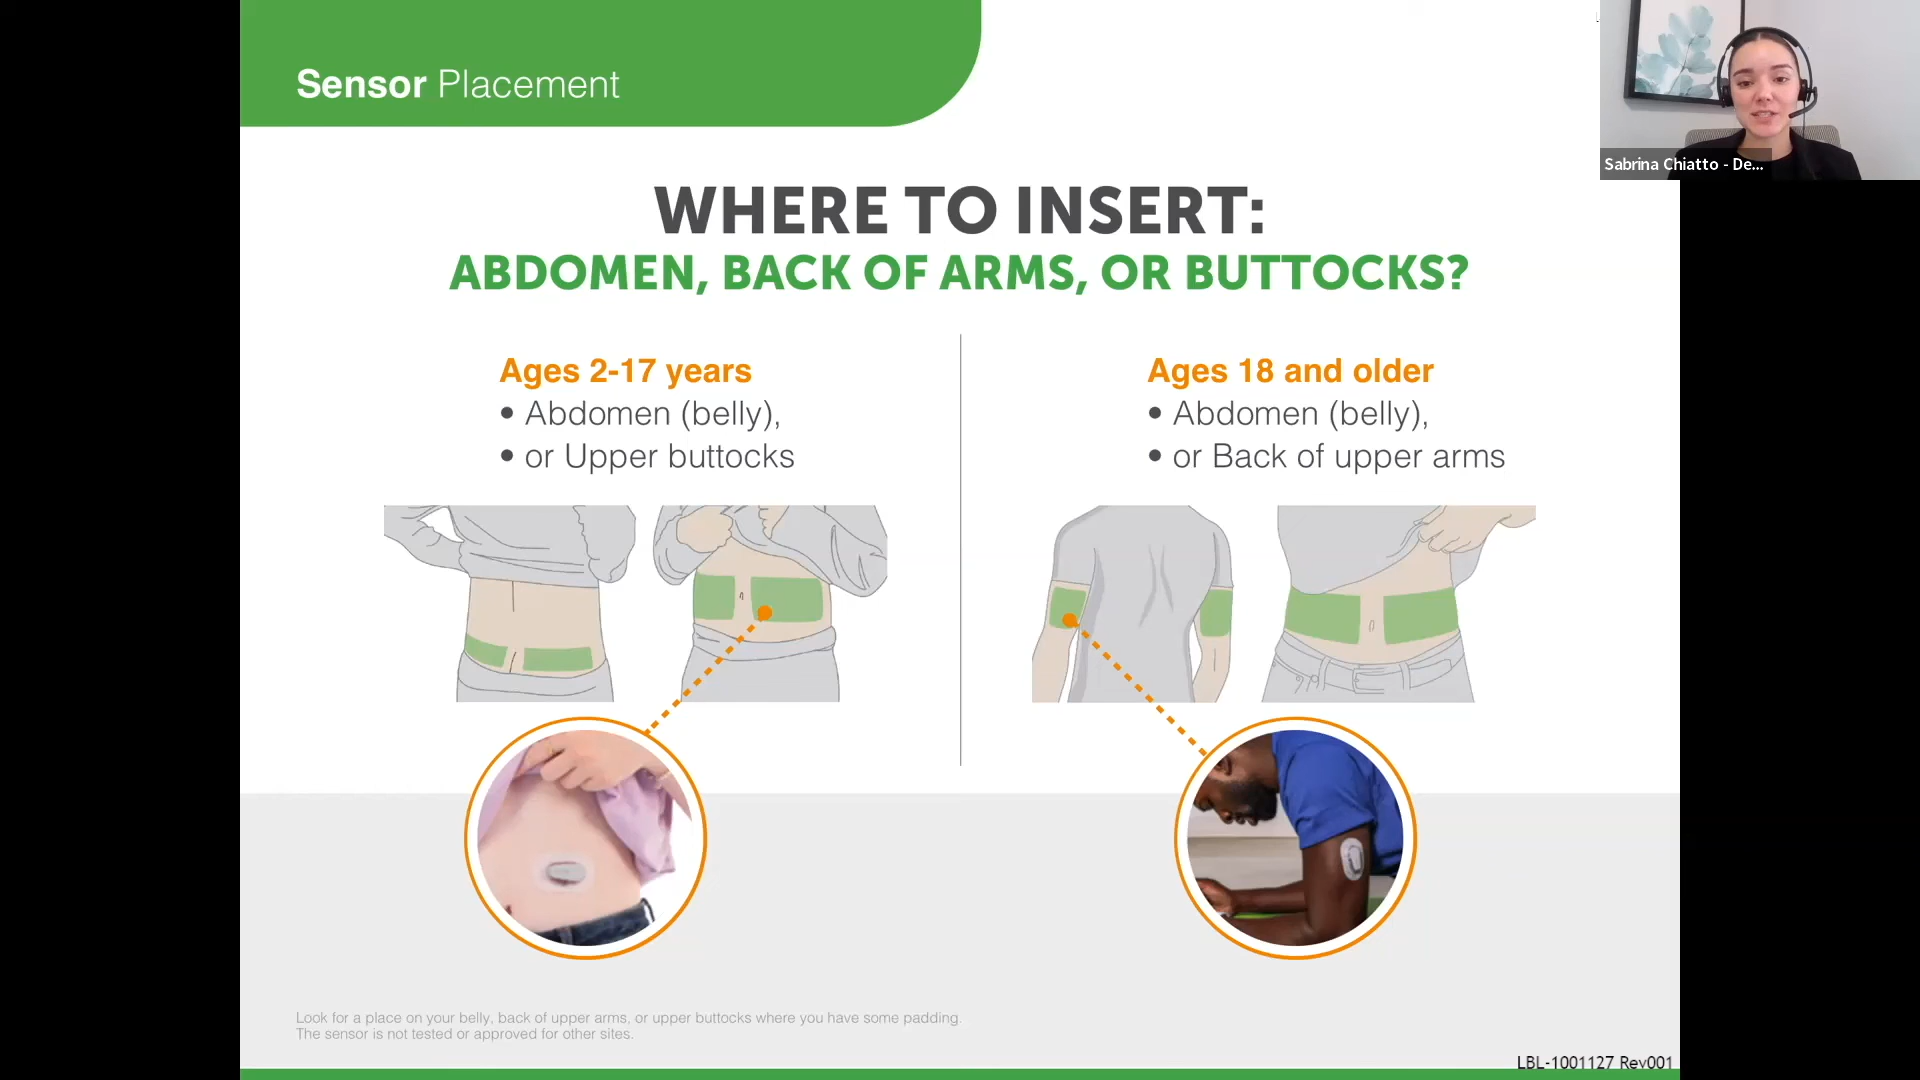 Sensor Placement
Sabrina Chiatto - De...
WHERE TO INSERT:
ABDOMEN, BACK OF ARMS, OR BUTTOCKS?
Ages 2-17 years
• Abdomen (belly),
• or Upper buttocks
Ages 18 and older
• Abdomen (belly),
• or Back of upper arms
Look for a place on your belly, back of upper arms, or upper buttocks where you have some padding.
The sensor is not tested or approved for other sites.
LBL-1001127 Rev001